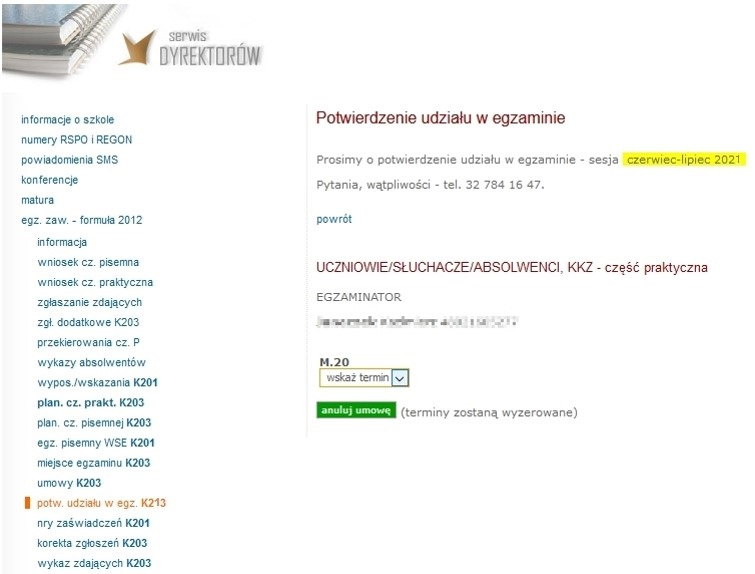 serwis
DYREKTORÓW
informacje o szkole
numery RSPO i REGON
powiadomienia SMS
konferencje
matura
egz. zaw. - formuła 2012
informacja
wniosek cz. pisemna
wniosek cz. praktyczna
zgłaszanie zdających
zgł. dodatkowe K203
przekierowania cz. P
wykazy absolwentów
wypos./wskazania K201
plan. cz. prakt. K203
plan. cz. pisemnej K203
egz. pisemny WSE K201
miejsce egzaminu K203
umowy K203
potw. udziału w egz. K213
nry zaświadczeń K201
korekta zgłoszeń K203
wykaz zdających K203
Potwierdzenie udziału w egzaminie
Prosimy o potwierdzenie udziału w egzaminie - sesja czerwiec-lipiec 2021
Pytania, wątpliwości - tel. 32 784 16 47.
powrót
UCZNIOWIE/SŁUCHACZE/ABSOLWENCI, KKZ - część praktyczna
EGZAMINATOR
M.20
wskaż termin
anuluj umowę (terminy zostaną wyzerowane)